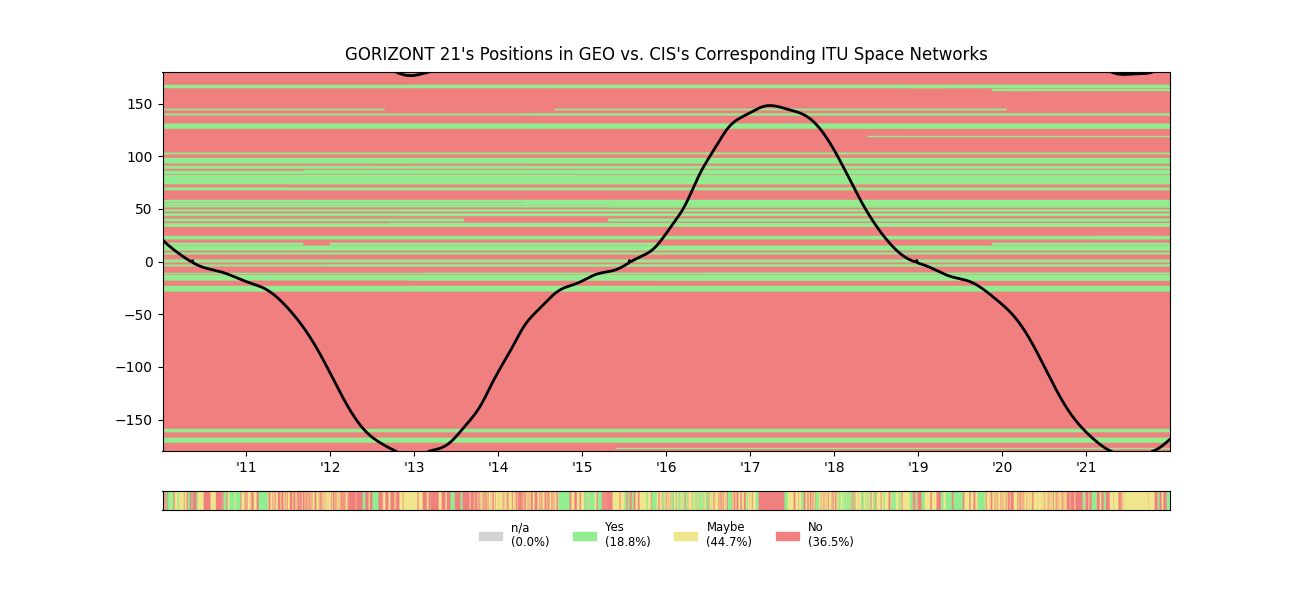 GORIZONT 21's Positions in GEO vs. CIS's Corresponding ITU Space Networks
150
100
50
0
−50
−100
−150
'11 '12 '13 '14 '15 '16 '17 '18 '19 '20 '21
n/a Yes Maybe No
(0.0%) (18.8%) (44.7%) (36.5%)